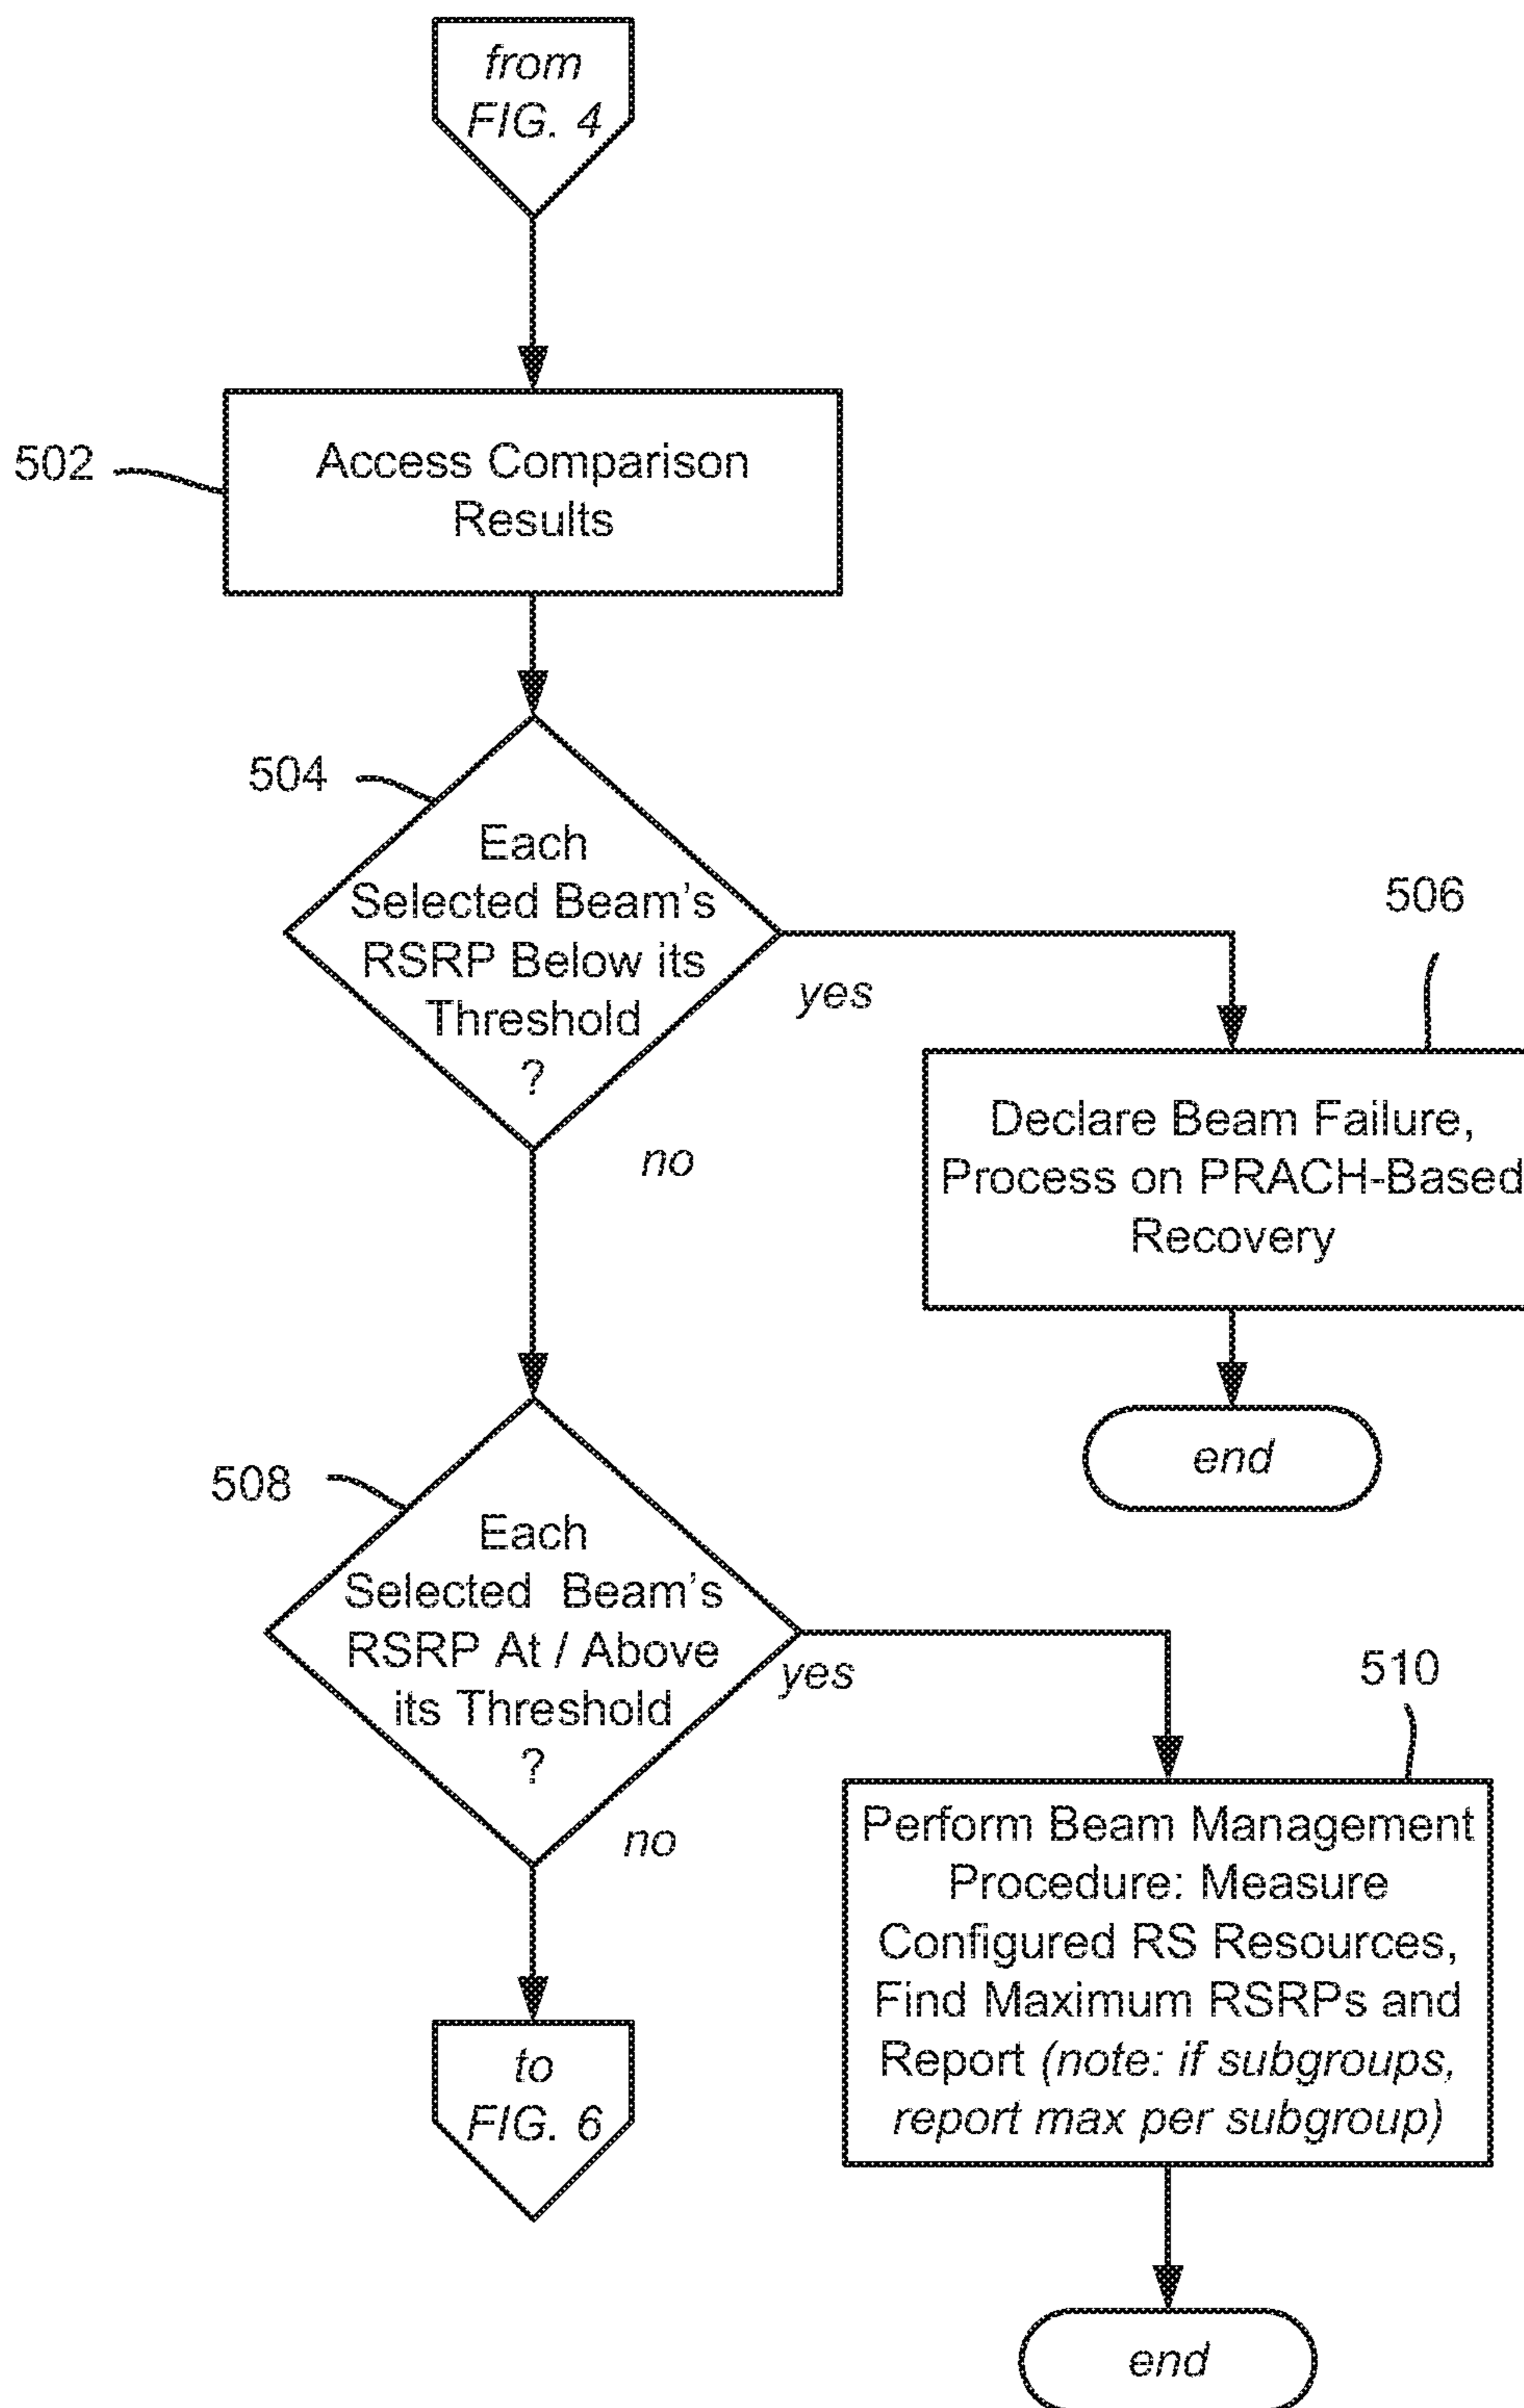 from
FIG. 4
502
Access Comparison
Results
504
Each
Selected Beam's
RSRP Below its
Threshold
?
yes
no
506
Declare Beam Failure,
Process on PRACH-Based
Recovery
end
508
Each
Selected Beam's
RSRP At / Above
its Threshold
?
yes
no
510
Perform Beam Management
Procedure: Measure
Configured RS Resources,
Find Maximum RSRPs and
Report (note: if subgroups,
report max per subgroup)
to
FIG. 6
end